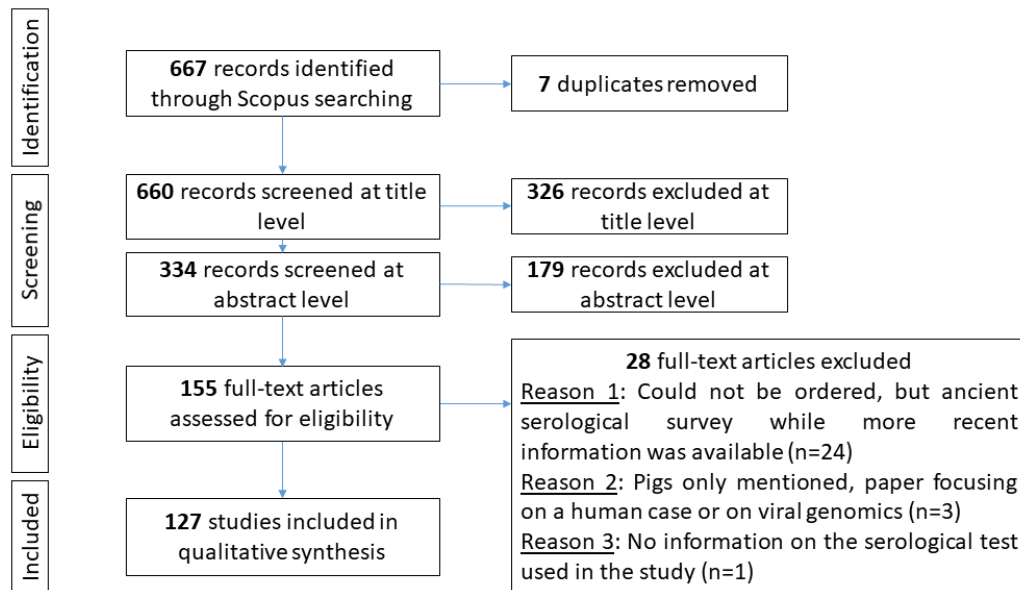 Identification
667 records identified
through Scopus searching
7 duplicates removed
Screening
660 records screened at title
level
326 records excluded at
title level
334 records screened at
abstract level
179 records excluded at
abstract level
Eligibility
155 full-text articles
assessed for eligibility
28 full-text articles excluded
Reason 1: Could not be ordered, but ancient
serological survey while more recent
information was available (n=24)
Reason 2: Pigs only mentioned, paper focusing
on a human case or on viral genomics (n=3)
Reason 3: No information on the serological test
used in the study (n=1)
Included
127 studies included in
qualitative synthesis